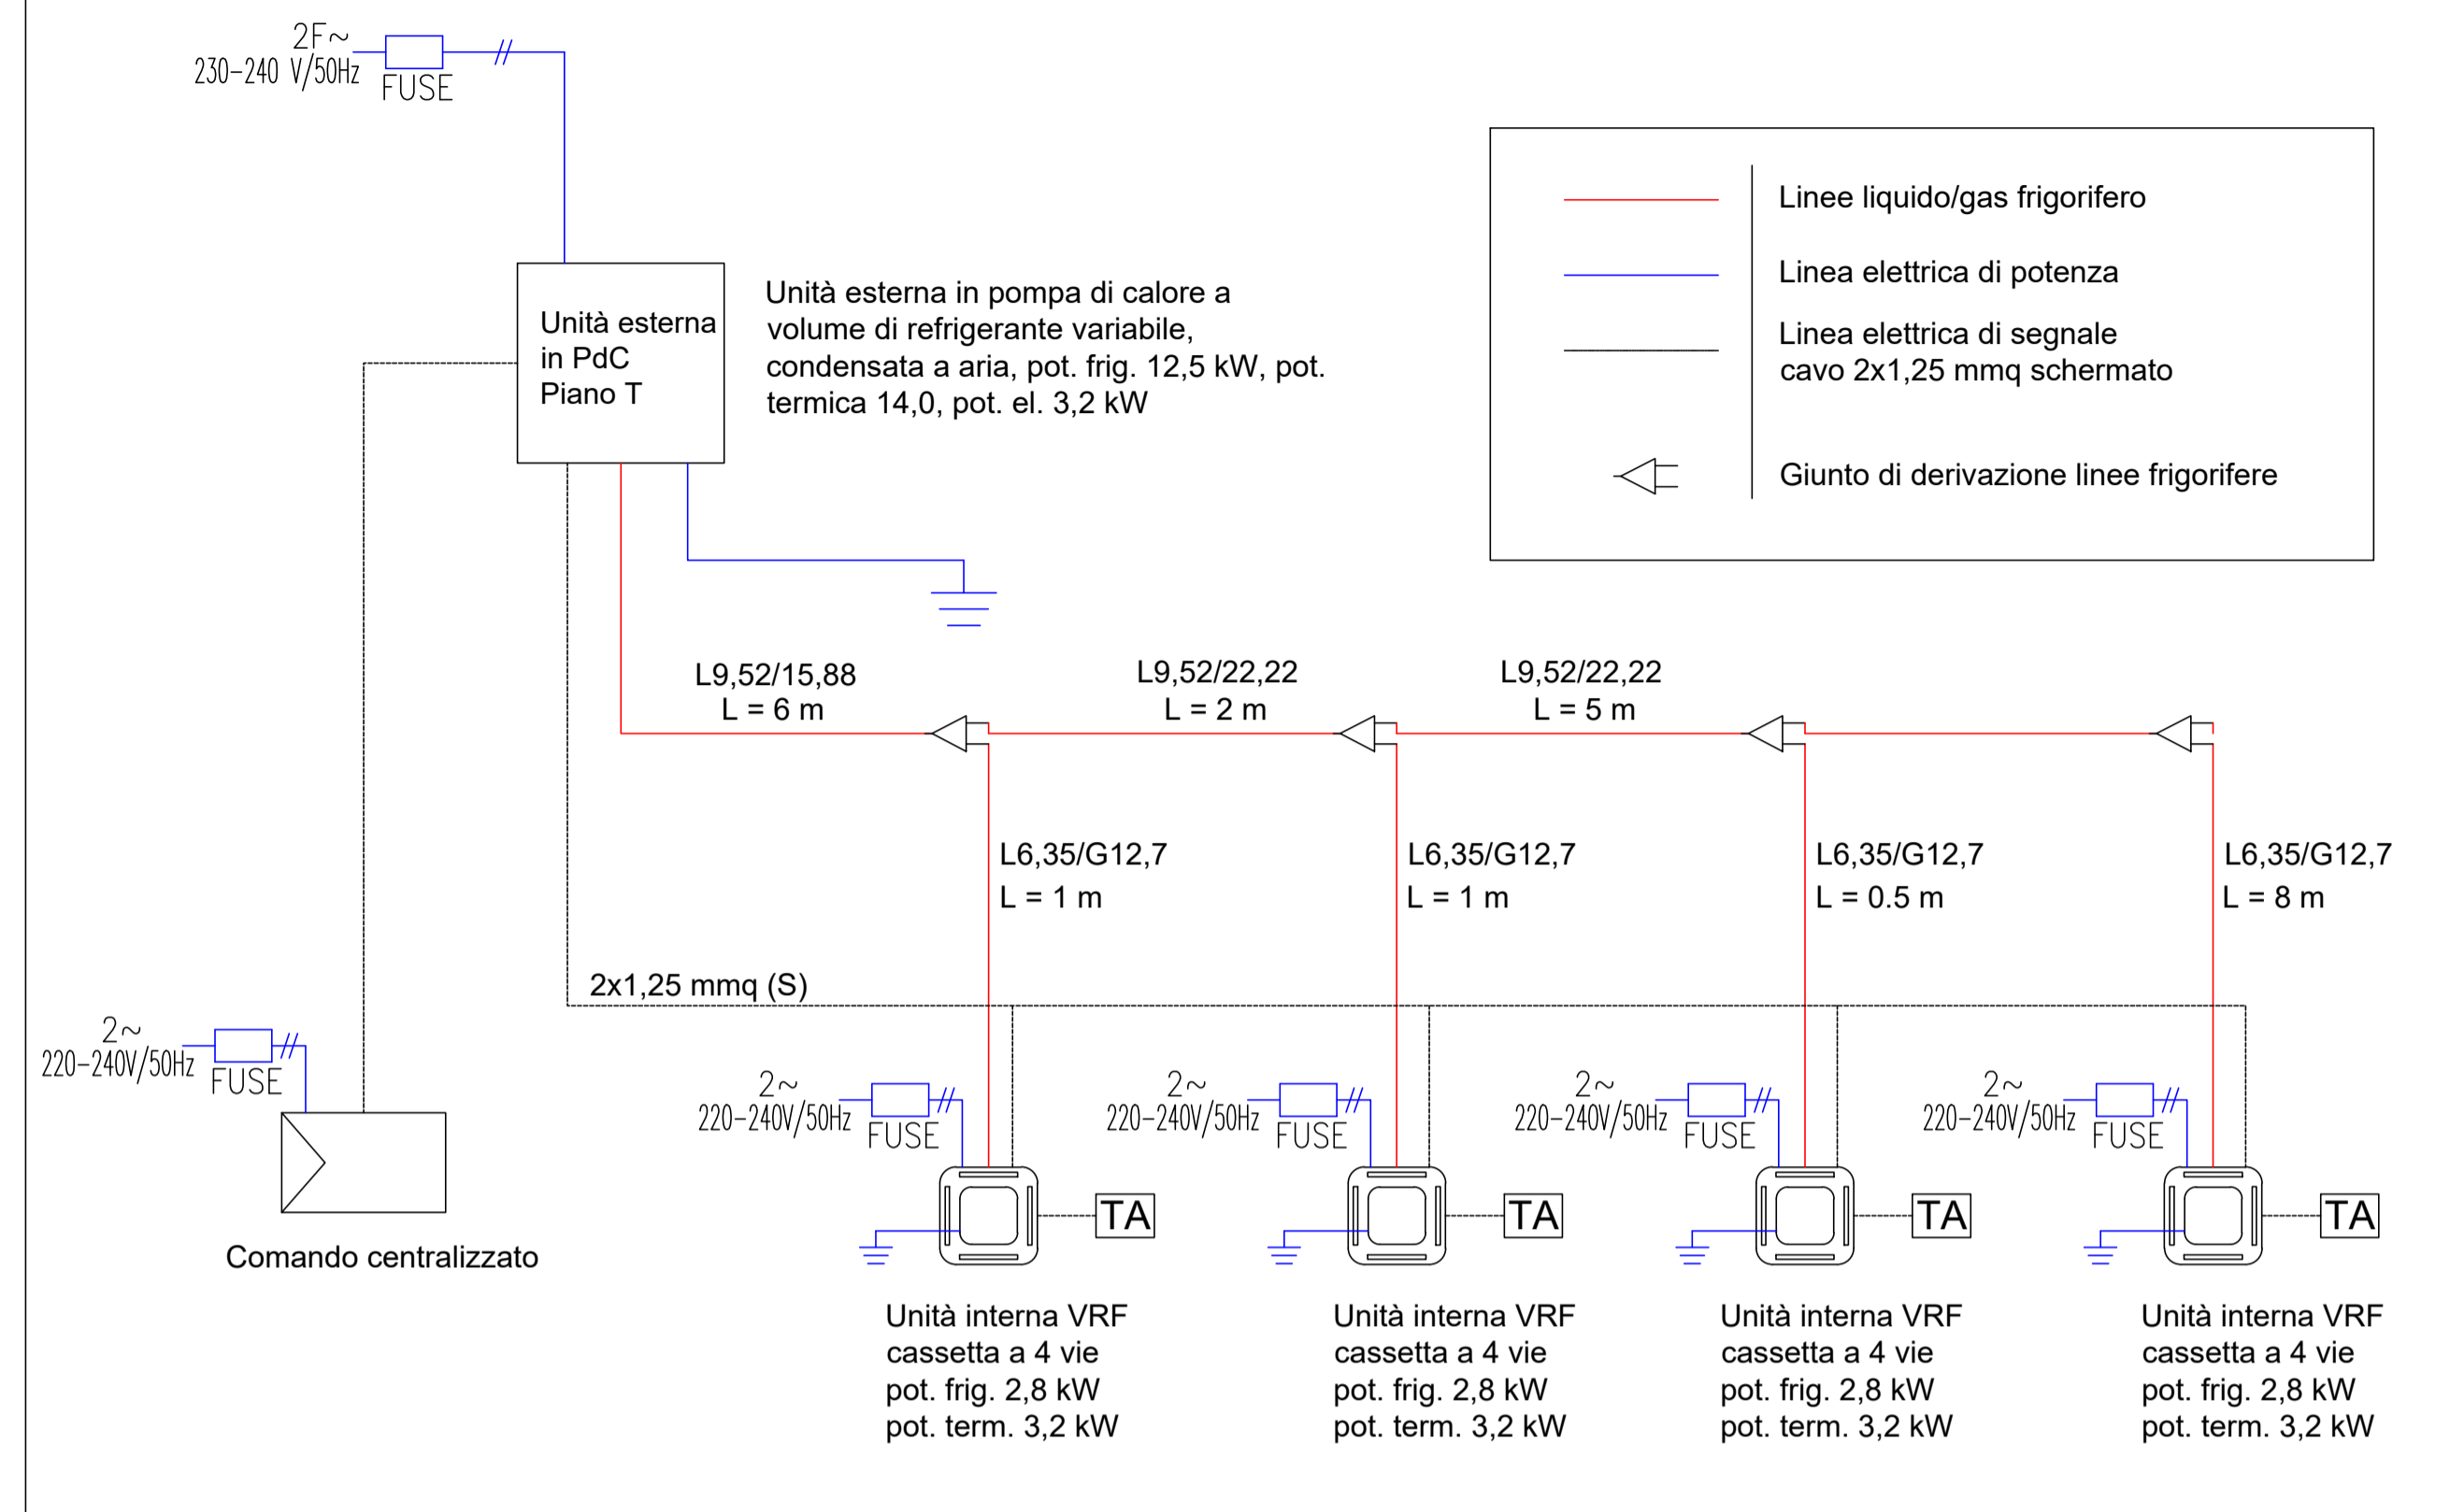 2F~
230-240 V/50Hz
FUSE
Unità esterna
in PdC
Piano T
Unità esterna in pompa di calore a
volume di refrigerante variabile,
condensata a aria, pot. frig. 12,5 kW, pot.
termica 14,0, pot. el. 3,2 kW
Linee liquido/gas frigorifero
Linea elettrica di potenza
Linea elettrica di segnale
cavo 2x1,25 mmq schermato
Giunto di derivazione linee frigorifere
L9,52/15,88
L = 6 m
L9,52/22,22
L = 2 m
L9,52/22,22
L = 5 m
L6,35/G12,7
L = 1 m
L6,35/G12,7
L = 1 m
L6,35/G12,7
L = 0.5 m
L6,35/G12,7
L = 8 m
2x1,25 mmq (S)
2~
220-240V/50Hz
FUSE
Comando centralizzato
2~
220-240V/50Hz
FUSE
TA
2~
220-240V/50Hz
FUSE
TA
2~
220-240V/50Hz
FUSE
TA
2~
220-240V/50Hz
FUSE
TA
Unità interna VRF
cassetta a 4 vie
pot. frig. 2,8 kW
pot. term. 3,2 kW
Unità interna VRF
cassetta a 4 vie
pot. frig. 2,8 kW
pot. term. 3,2 kW
Unità interna VRF
cassetta a 4 vie
pot. frig. 2,8 kW
pot. term. 3,2 kW
Unità interna VRF
cassetta a 4 vie
pot. frig. 2,8 kW
pot. term. 3,2 kW